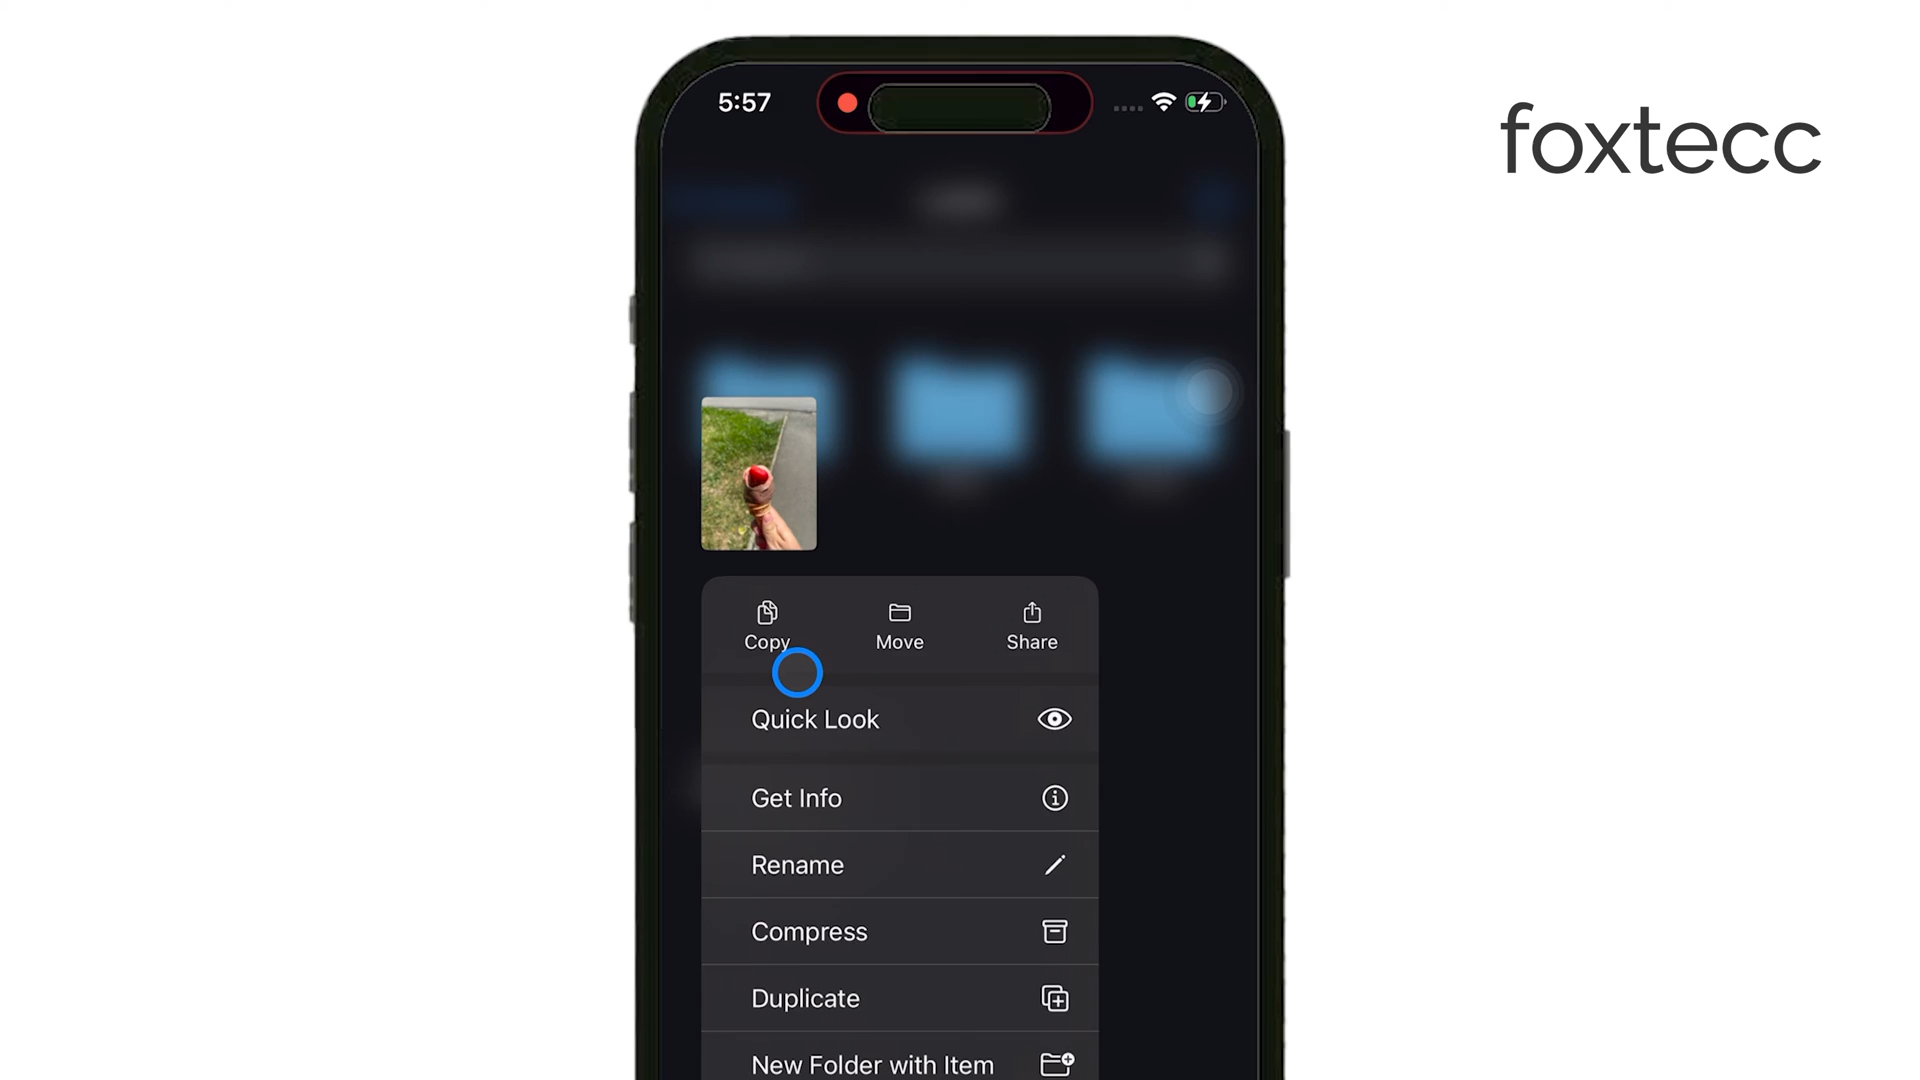 5:57
foxtecc
Copy
Move
Share
Quick Look
Get Info
Rename
Compress
Duplicate
New Folder with Item